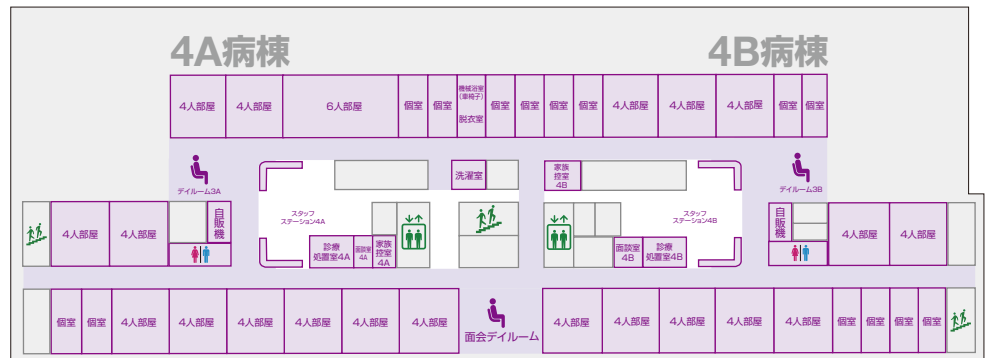 4A病棟
4B病棟
4人部屋
4人部屋
6人部屋
個室
個室
機械浴室
(車椅子)
脱衣室
個室
個室
個室
個室
4人部屋
4人部屋
4人部屋
個室
個室
デイルーム3A
洗濯室
家族
控室
4B
デイルーム3B
4人部屋
4人部屋
自
販
機
スタッフ
ステーション4A
スタッフ
ステーション4B
自
販
機
4人部屋
4人部屋
診療
処置室4A
面談室
4A
家族
控室
4A
面談室
4B
診療
処置室4B
個室
個室
4人部屋
4人部屋
4人部屋
4人部屋
4人部屋
4人部屋
面会デイルーム
4人部屋
4人部屋
4人部屋
4人部屋
4人部屋
個室
個室
個室
個室